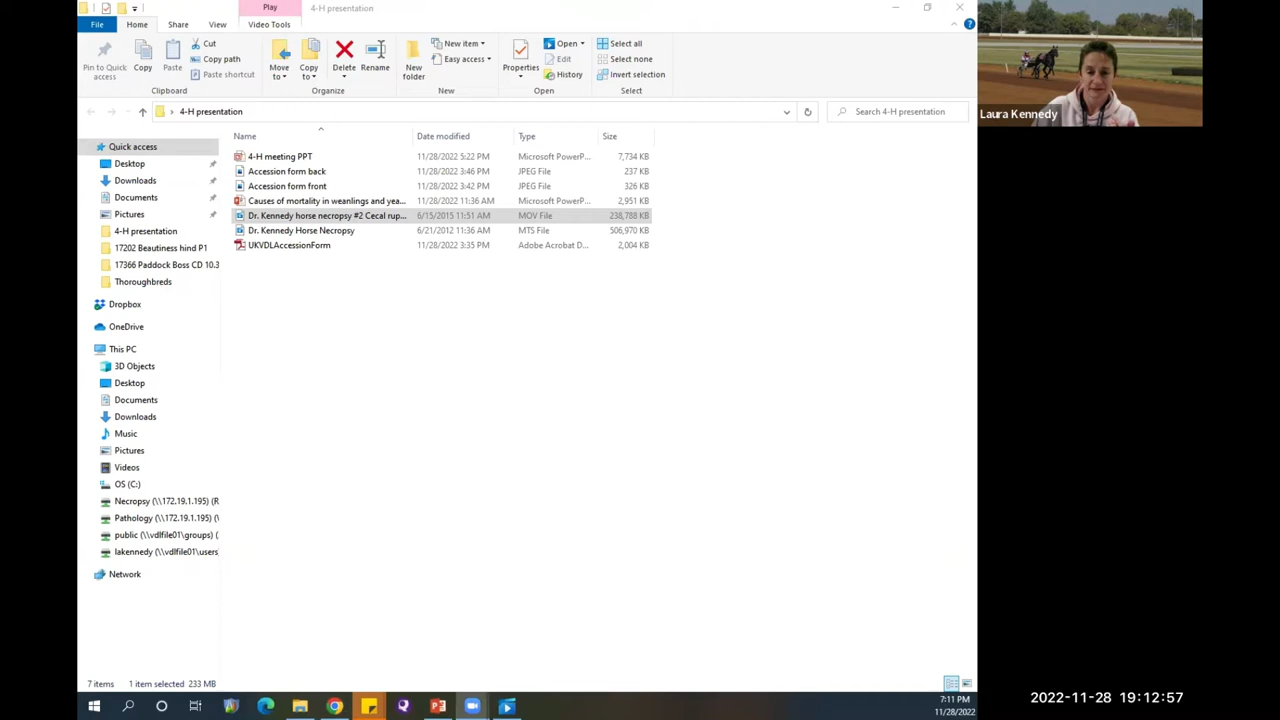 Play
4-H presentation
File
Home
Share
View
Video Tools
Pin to Quick access
Copy
Paste
Cut
Copy path
Paste shortcut
Move to
Copy to
Delete
Rename
New folder
New item
Easy access
Properties
Open
Edit
History
Select all
Select none
Invert selection
Clipboard
Organize
New
Open
Select
4-H presentation
Search 4-H presentation
Laura Kennedy
Name
Date modified
Type
Size
4-H meeting PPT 11/28/2022 5:22 PM Microsoft PowerP... 7,734 KB
Accession form back 11/28/2022 3:46 PM JPEG File 237 KB
Accession form front 11/28/2022 3:42 PM JPEG File 326 KB
Causes of mortality in weanlings and yea... 11/28/2022 11:36 AM Microsoft PowerP... 2,951 KB
Dr. Kennedy horse necropsy #2 Cecal rup... 6/15/2015 11:51 AM MOV File 238,788 KB
Dr. Kennedy Horse Necropsy 6/21/2012 11:36 AM MTS File 506,970 KB
UKVDLAccessionForm 11/28/2022 3:35 PM Adobe Acrobat D... 2,004 KB
Quick access
Desktop
Downloads
Documents
Pictures
4-H presentation
17202 Beautiness hind P1
17366 Paddock Boss CD 10.3
Thoroughbreds
Dropbox
OneDrive
This PC
3D Objects
Desktop
Documents
Downloads
Music
Pictures
Videos
OS (C:)
Necropsy (\\172.19.1.195) (R
Pathology (\\172.19.1.195) (
public (\\vdlfile01\groups) (
lakennedy (\\vdlfile01\users
Network
7 items
1 item selected 233 MB
7:11 PM
11/28/2022
2022-11-28 19:12:57